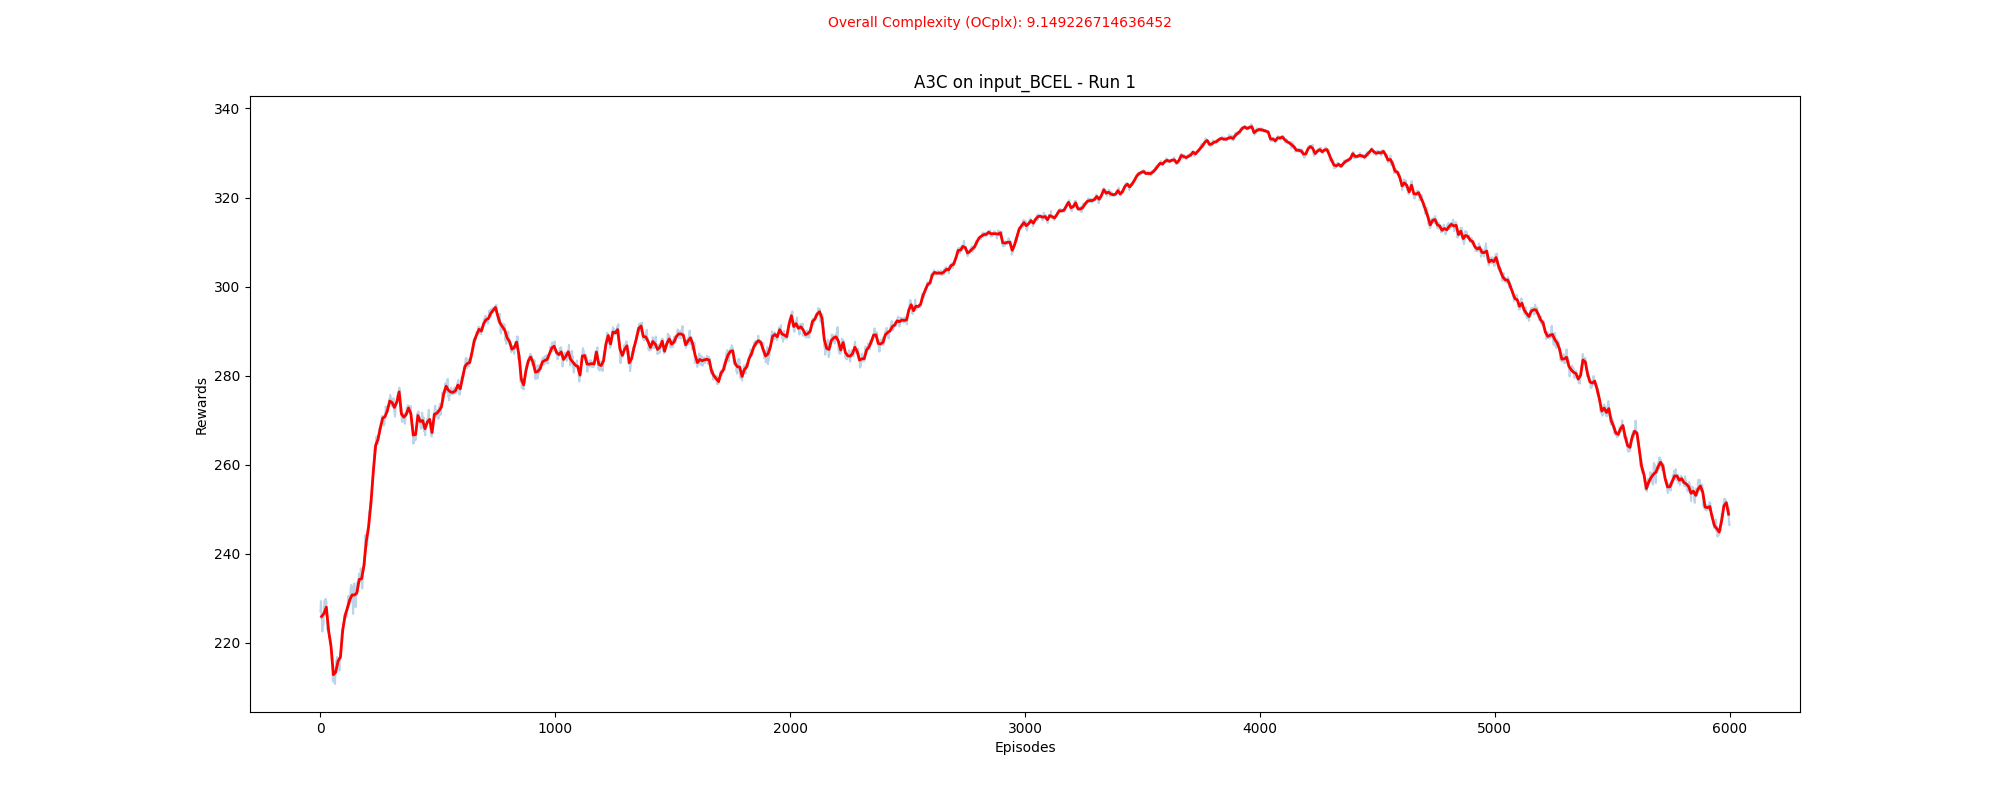 Overall Complexity (OCplx): 9.149226714636452
A3C on input_BCEL - Run 1
340
320
300
280
260
240
220
Rewards
0 1000 2000 3000 4000 5000 6000
Episodes